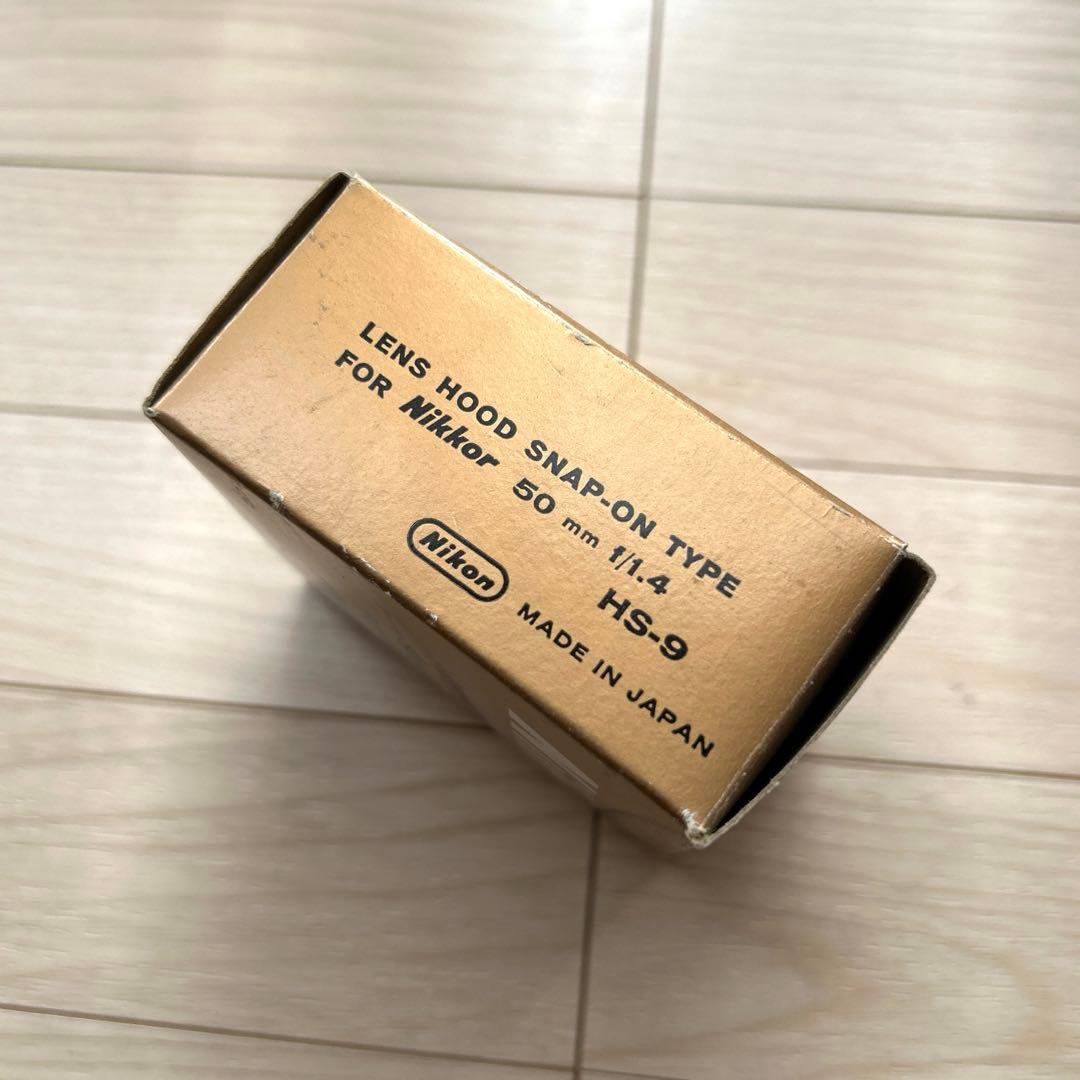 LENS HOOD SNAP-ON TYPE
FOR Nikkor 50 mm f/1.4
HS-9
Nikon MADE IN JAPAN